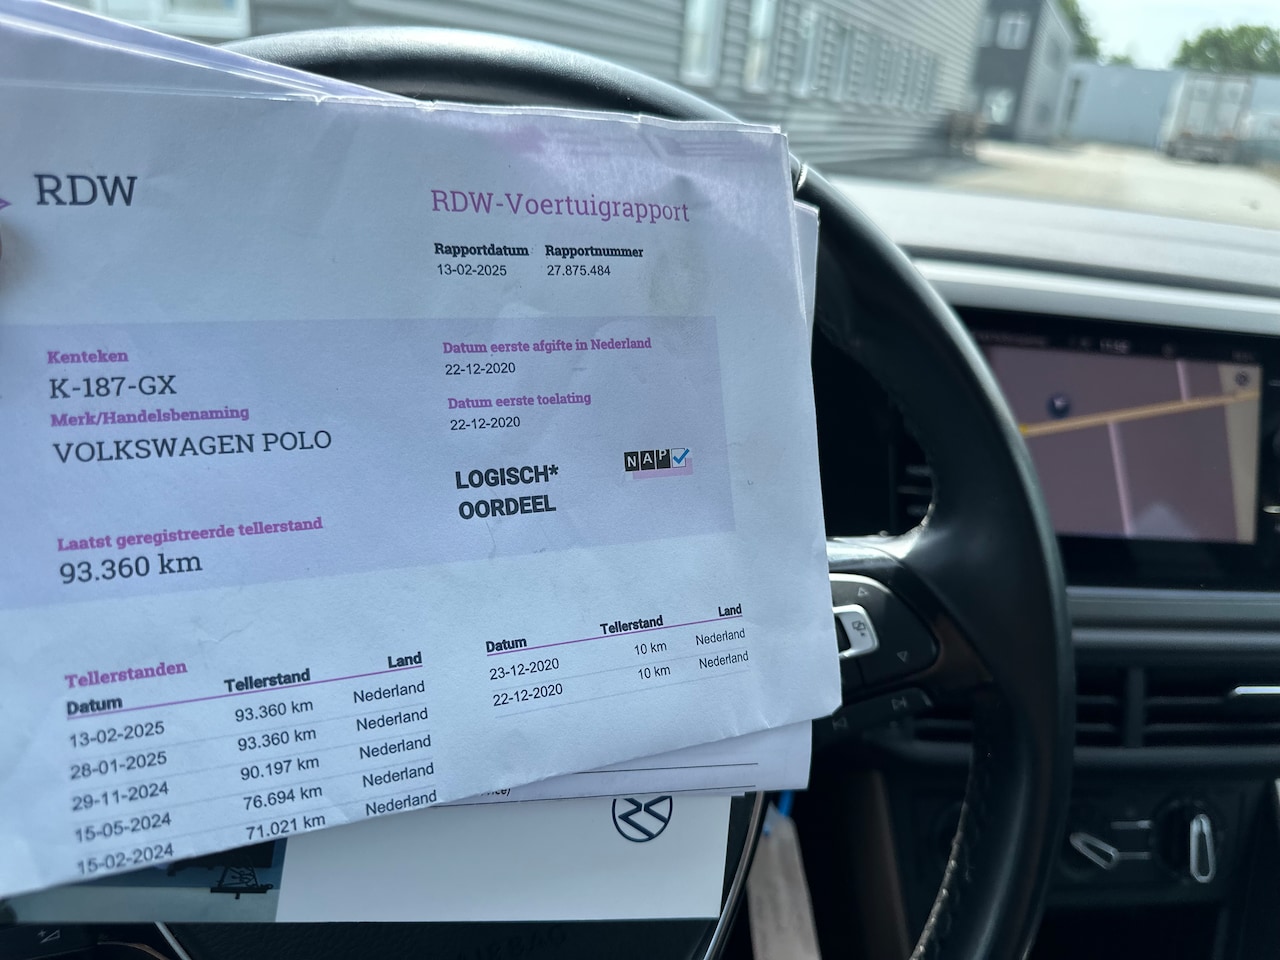 RDW
RDW-Voertuigrapport
Rapportdatum Rapportnummer
13-02-2025 27.875.484
Kenteken
K-187-GX
Merk/Handelsbenaming
VOLKSWAGEN POLO
Datum eerste afgifte in Nederland
22-12-2020
Datum eerste toelating
22-12-2020
LOGISCH*
OORDEEL
NAP
Laatst geregistreerde tellerstand
93.360 km
Tellerstanden
Datum Tellerstand Land
13-02-2025 93.360 km Nederland
28-01-2025 93.360 km Nederland
29-11-2024 90.197 km Nederland
15-05-2024 76.694 km Nederland
15-02-2024 71.021 km Nederland
Datum Tellerstand Land
23-12-2020 10 km Nederland
22-12-2020 10 km Nederland